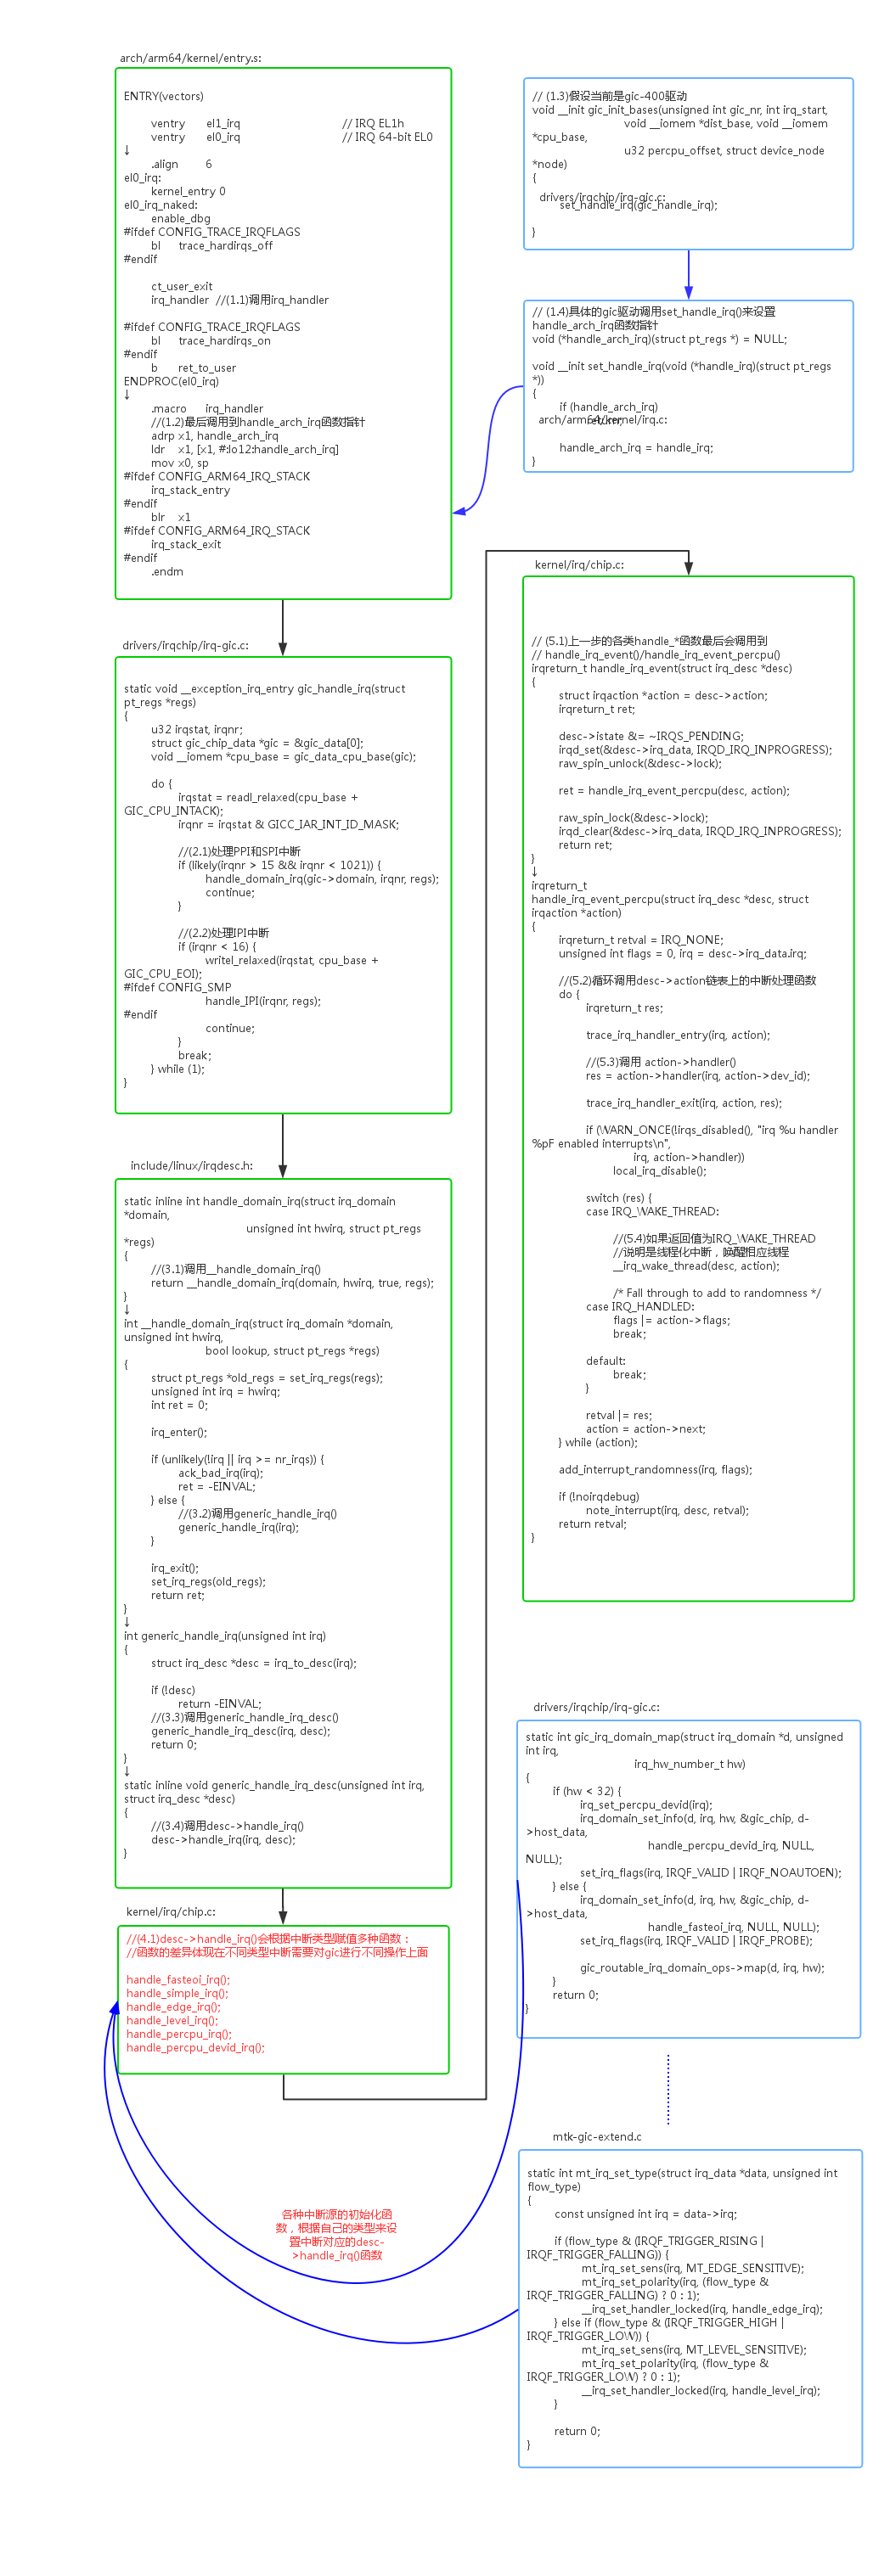 arch/arm64/kernel/entry.s:
ENTRY(vectors)
ventry el1_irq // IRQ EL1h
ventry el0_irq // IRQ 64-bit EL0
↓
.align 6
el0_irq:
kernel_entry 0
el0_irq_naked:
enable_dbg
#ifdef CONFIG_TRACE_IRQFLAGS
bl trace_hardirqs_off
#endif
ct_user_exit
irq_handler //(1.1)调用irq_handler
#ifdef CONFIG_TRACE_IRQFLAGS
bl trace_hardirqs_on
#endif
b ret_to_user
ENDPROC(el0_irq)
↓
.macro irq_handler
//(1.2)最后调用到handle_arch_irq函数指针
adrp x1, handle_arch_irq
ldr x1, [x1, #:lo12:handle_arch_irq]
mov x0, sp
#ifdef CONFIG_ARM64_IRQ_STACK
irq_stack_entry
#endif
blr x1
#ifdef CONFIG_ARM64_IRQ_STACK
irq_stack_exit
#endif
.endm
// (1.3)假设当前是gic-400驱动
void __init gic_init_bases(unsigned int gic_nr, int irq_start,
void __iomem *dist_base, void __iomem
*cpu_base,
u32 percpu_offset, struct device_node
*node)
{
drivers/irqchip/irq-gic.c:
set_handle_irq(gic_handle_irq);
}
// (1.4)具体的gic驱动调用set_handle_irq()来设置
handle_arch_irq函数指针
void (*handle_arch_irq)(struct pt_regs *) = NULL;
void __init set_handle_irq(void (*handle_irq)(struct pt_regs
*))
{
if (handle_arch_irq)
arch/arm64/kernel/irq.c:
return;
handle_arch_irq = handle_irq;
}
drivers/irqchip/irq-gic.c:
static void __exception_irq_entry gic_handle_irq(struct
pt_regs *regs)
{
u32 irqstat, irqnr;
struct gic_chip_data *gic = &gic_data[0];
void __iomem *cpu_base = gic_data_cpu_base(gic);
do {
irqstat = readl_relaxed(cpu_base +
GIC_CPU_INTACK);
irqnr = irqstat & GICC_IAR_INT_ID_MASK;
//(2.1)处理PPI和SPI中断
if (likely(irqnr > 15 && irqnr < 1021)) {
handle_domain_irq(gic->domain, irqnr, regs);
continue;
}
//(2.2)处理IPI中断
if (irqnr < 16) {
writel_relaxed(irqstat, cpu_base +
GIC_CPU_EOI);
#ifdef CONFIG_SMP
handle_IPI(irqnr, regs);
#endif
continue;
}
break;
} while (1);
}
include/linux/irqdesc.h:
static inline int handle_domain_irq(struct irq_domain
*domain,
unsigned int hwirq, struct pt_regs
*regs)
{
//(3.1)调用__handle_domain_irq()
return __handle_domain_irq(domain, hwirq, true, regs);
}
↓
int __handle_domain_irq(struct irq_domain *domain,
unsigned int hwirq,
bool lookup, struct pt_regs *regs)
{
struct pt_regs *old_regs = set_irq_regs(regs);
unsigned int irq = hwirq;
int ret = 0;
irq_enter();
if (unlikely(!irq || irq >= nr_irqs)) {
ack_bad_irq(irq);
ret = -EINVAL;
} else {
//(3.2)调用generic_handle_irq()
generic_handle_irq(irq);
}
irq_exit();
set_irq_regs(old_regs);
return ret;
}
↓
int generic_handle_irq(unsigned int irq)
{
struct irq_desc *desc = irq_to_desc(irq);
if (!desc)
return -EINVAL;
//(3.3)调用generic_handle_irq_desc()
generic_handle_irq_desc(irq, desc);
return 0;
}
↓
static inline void generic_handle_irq_desc(unsigned int irq,
struct irq_desc *desc)
{
//(3.4)调用desc->handle_irq()
desc->handle_irq(irq, desc);
}
kernel/irq/chip.c:
//(4.1)desc->handle_irq()会根据中断类型赋值多种函数：
//函数的差异体现在不同类型中断需要对gic进行不同操作上面
handle_fasteoi_irq();
handle_simple_irq();
handle_edge_irq();
handle_level_irq();
handle_percpu_irq();
handle_percpu_devid_irq();
kernel/irq/chip.c:
// (5.1)上一步的各类handle_*函数最后会调用到
// handle_irq_event()/handle_irq_event_percpu()
irqreturn_t handle_irq_event(struct irq_desc *desc)
{
struct irqaction *action = desc->action;
irqreturn_t ret;
desc->istate &= ~IRQS_PENDING;
irqd_set(&desc->irq_data, IRQD_IRQ_INPROGRESS);
raw_spin_unlock(&desc->lock);
ret = handle_irq_event_percpu(desc, action);
raw_spin_lock(&desc->lock);
irqd_clear(&desc->irq_data, IRQD_IRQ_INPROGRESS);
return ret;
}
↓
irqreturn_t
handle_irq_event_percpu(struct irq_desc *desc, struct
irqaction *action)
{
irqreturn_t retval = IRQ_NONE;
unsigned int flags = 0, irq = desc->irq_data.irq;
//(5.2)循环调用desc->action链表上的中断处理函数
do {
irqreturn_t res;
trace_irq_handler_entry(irq, action);
//(5.3)调用 action->handler()
res = action->handler(irq, action->dev_id);
trace_irq_handler_exit(irq, action, res);
if (WARN_ONCE(!irqs_disabled(), "irq %u handler
%pF enabled interrupts\n",
irq, action->handler))
local_irq_disable();
switch (res) {
case IRQ_WAKE_THREAD:
//(5.4)如果返回值为IRQ_WAKE_THREAD
//说明是线程化中断，唤醒相应线程
__irq_wake_thread(desc, action);
/* Fall through to add to randomness */
case IRQ_HANDLED:
flags |= action->flags;
break;
default:
break;
}
retval |= res;
action = action->next;
} while (action);
add_interrupt_randomness(irq, flags);
if (!noirqdebug)
note_interrupt(irq, desc, retval);
return retval;
}
drivers/irqchip/irq-gic.c:
static int gic_irq_domain_map(struct irq_domain *d, unsigned
int irq,
irq_hw_number_t hw)
{
if (hw < 32) {
irq_set_percpu_devid(irq);
irq_domain_set_info(d, irq, hw, &gic_chip, d-
>host_data,
handle_percpu_devid_irq, NULL,
NULL);
set_irq_flags(irq, IRQF_VALID | IRQF_NOAUTOEN);
} else {
irq_domain_set_info(d, irq, hw, &gic_chip, d-
>host_data,
handle_fasteoi_irq, NULL, NULL);
set_irq_flags(irq, IRQF_VALID | IRQF_PROBE);
gic_routable_irq_domain_ops->map(d, irq, hw);
}
return 0;
}
各种中断源的初始化函
数，根据自己的类型来设
置中断对应的desc-
>handle_irq()函数
mtk-gic-extend.c
static int mt_irq_set_type(struct irq_data *data, unsigned int
flow_type)
{
const unsigned int irq = data->irq;
if (flow_type & (IRQF_TRIGGER_RISING |
IRQF_TRIGGER_FALLING)) {
mt_irq_set_sens(irq, MT_EDGE_SENSITIVE);
mt_irq_set_polarity(irq, (flow_type &
IRQF_TRIGGER_FALLING) ? 0 : 1);
__irq_set_handler_locked(irq, handle_edge_irq);
} else if (flow_type & (IRQF_TRIGGER_HIGH |
IRQF_TRIGGER_LOW)) {
mt_irq_set_sens(irq, MT_LEVEL_SENSITIVE);
mt_irq_set_polarity(irq, (flow_type &
IRQF_TRIGGER_LOW) ? 0 : 1);
__irq_set_handler_locked(irq, handle_level_irq);
}
return 0;
}